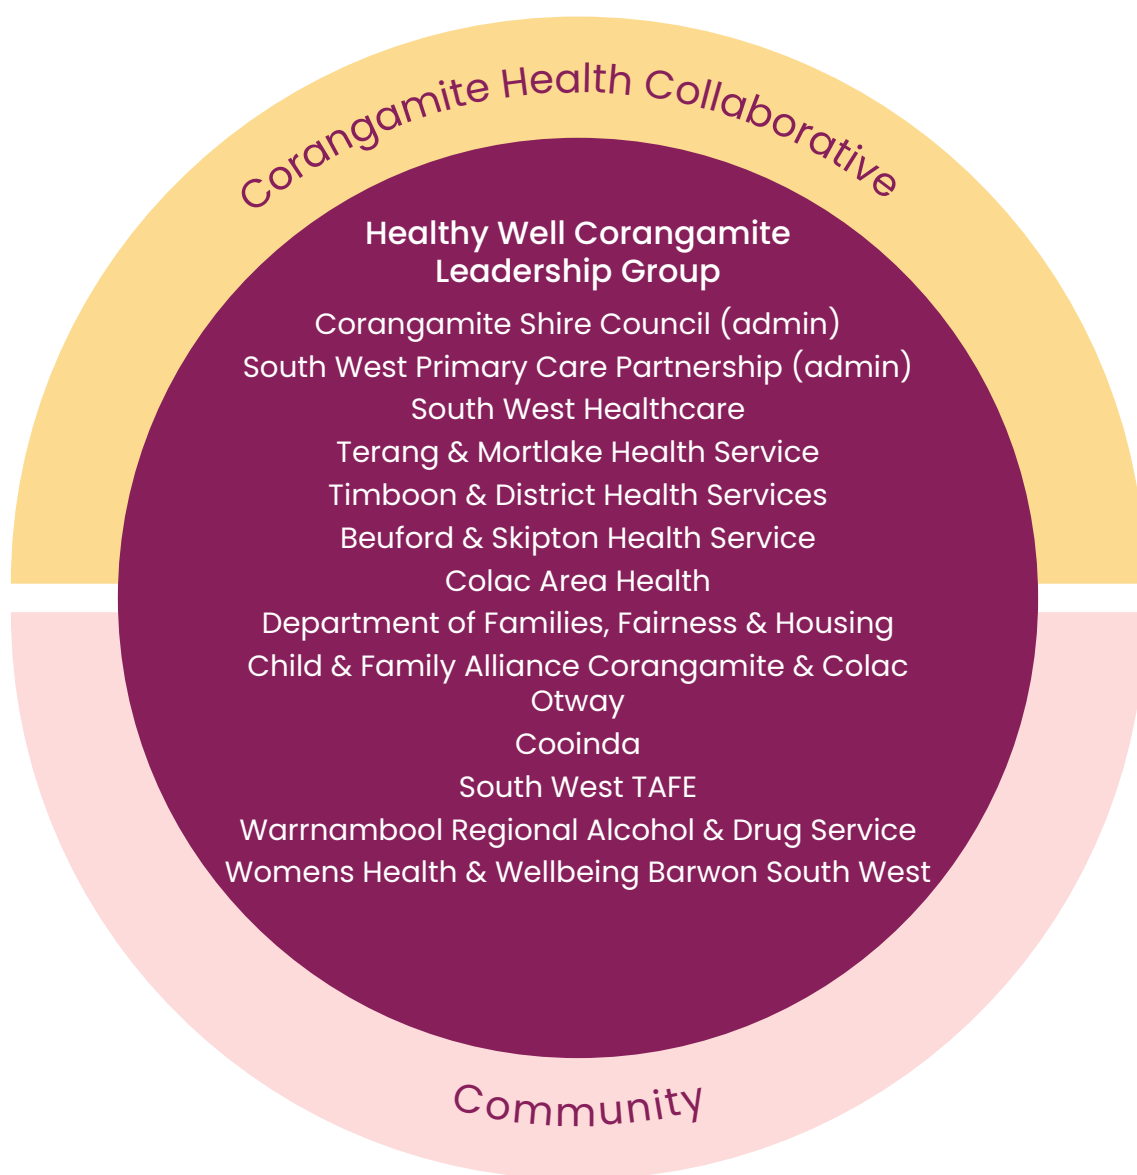 Corangamite Health Collaborative
Healthy Well Corangamite
Leadership Group
Corangamite Shire Council (admin)
South West Primary Care Partnership (admin)
South West Healthcare
Terang & Mortlake Health Service
Timboon & District Health Services
Beuford & Skipton Health Service
Colac Area Health
Department of Families, Fairness & Housing
Child & Family Alliance Corangamite & Colac
Otway
Cooinda
South West TAFE
Warrnambool Regional Alcohol & Drug Service
Womens Health & Wellbeing Barwon South West
Community